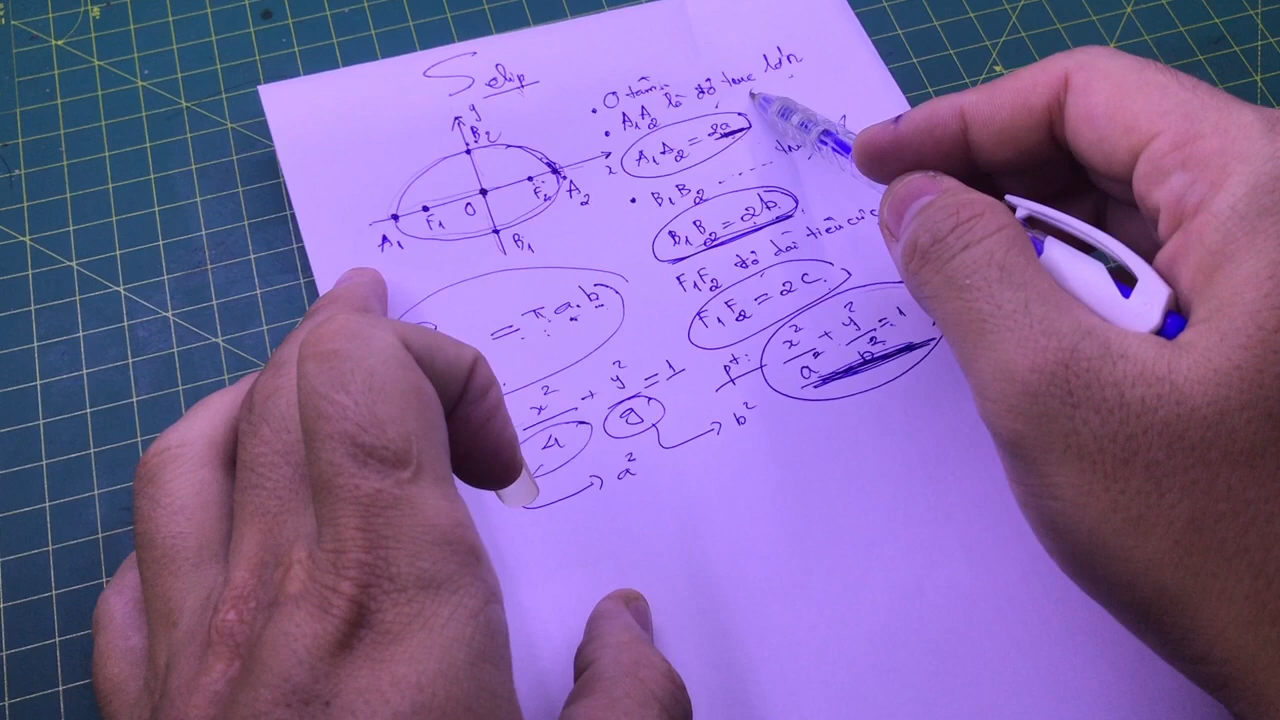 S elip
y
B2
x
A1 F1 O F2 A2
B1
• O tâm
• A1A2 là độ trục lớn
A1A2 = 2a
• B1B2 ------
B1B2 = 2b
F1F2 độ dài tiêu cự
F1F2 = 2c
pt: x²/a² + y²/b² = 1
= π.a.b
x²/4 + y²/9 = 1
→ b²
→ a²